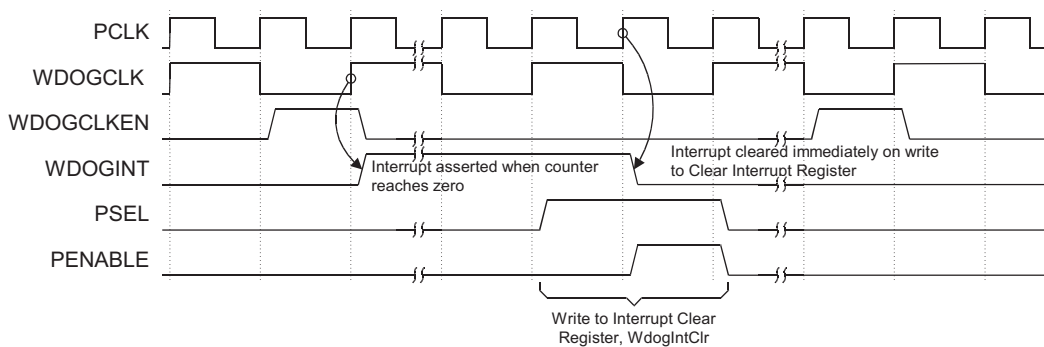 PCLK
WDOGCLK
WDOGCLKEN
WDOGINT
Interrupt asserted when counter
reaches zero
Interrupt cleared immediately on write
to Clear Interrupt Register
PSEL
PENABLE
Write to Interrupt Clear
Register, WdogIntClr